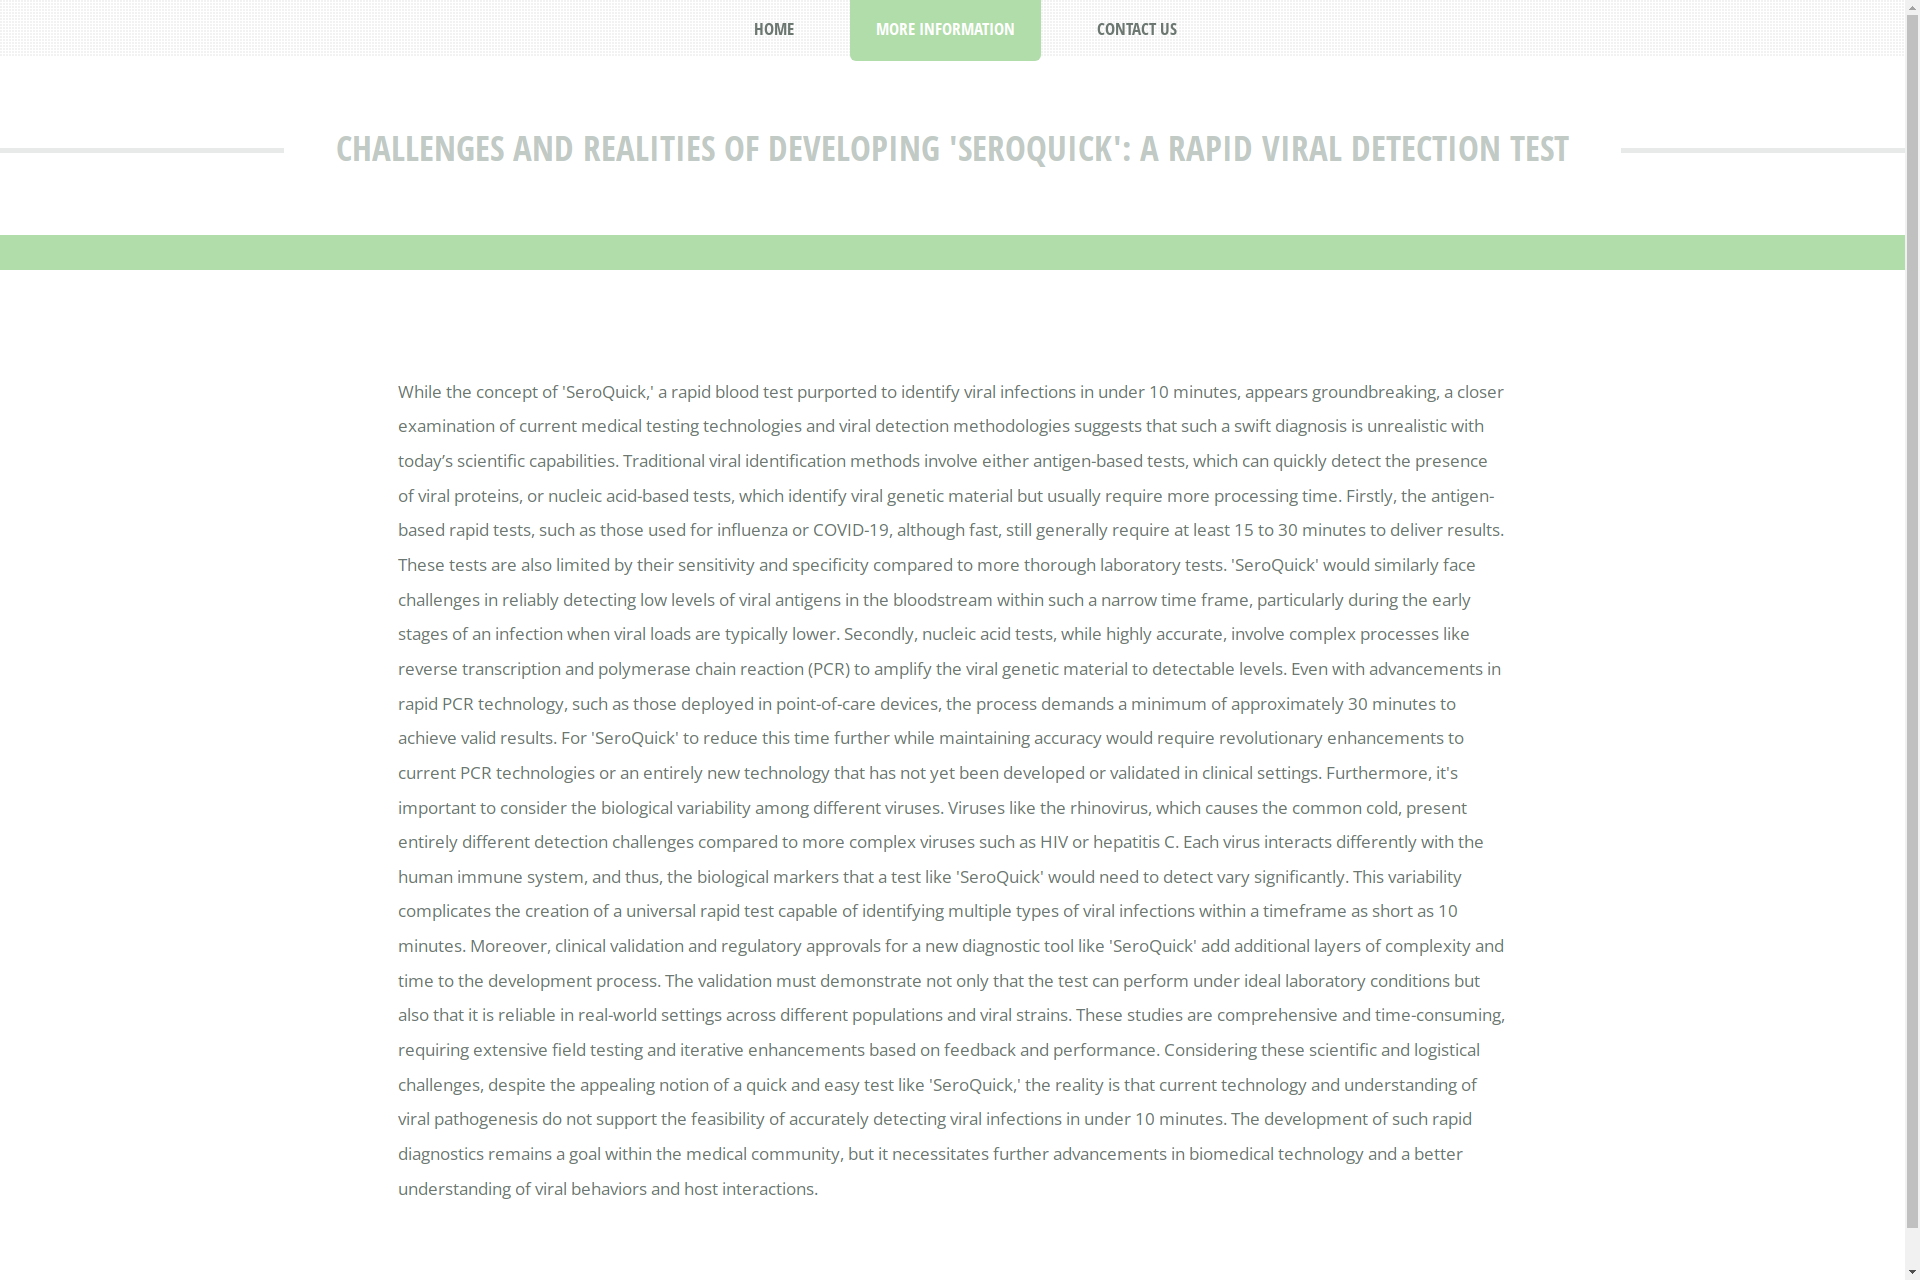 HOME
MORE INFORMATION
CONTACT US
CHALLENGES AND REALITIES OF DEVELOPING 'SEROQUICK': A RAPID VIRAL DETECTION TEST
While the concept of 'SeroQuick,' a rapid blood test purported to identify viral infections in under 10 minutes, appears groundbreaking, a closer
examination of current medical testing technologies and viral detection methodologies suggests that such a swift diagnosis is unrealistic with
today’s scientific capabilities. Traditional viral identification methods involve either antigen-based tests, which can quickly detect the presence
of viral proteins, or nucleic acid-based tests, which identify viral genetic material but usually require more processing time. Firstly, the antigen-
based rapid tests, such as those used for influenza or COVID-19, although fast, still generally require at least 15 to 30 minutes to deliver results.
These tests are also limited by their sensitivity and specificity compared to more thorough laboratory tests. 'SeroQuick' would similarly face
challenges in reliably detecting low levels of viral antigens in the bloodstream within such a narrow time frame, particularly during the early
stages of an infection when viral loads are typically lower. Secondly, nucleic acid tests, while highly accurate, involve complex processes like
reverse transcription and polymerase chain reaction (PCR) to amplify the viral genetic material to detectable levels. Even with advancements in
rapid PCR technology, such as those deployed in point-of-care devices, the process demands a minimum of approximately 30 minutes to
achieve valid results. For 'SeroQuick' to reduce this time further while maintaining accuracy would require revolutionary enhancements to
current PCR technologies or an entirely new technology that has not yet been developed or validated in clinical settings. Furthermore, it's
important to consider the biological variability among different viruses. Viruses like the rhinovirus, which causes the common cold, present
entirely different detection challenges compared to more complex viruses such as HIV or hepatitis C. Each virus interacts differently with the
human immune system, and thus, the biological markers that a test like 'SeroQuick' would need to detect vary significantly. This variability
complicates the creation of a universal rapid test capable of identifying multiple types of viral infections within a timeframe as short as 10
minutes. Moreover, clinical validation and regulatory approvals for a new diagnostic tool like 'SeroQuick' add additional layers of complexity and
time to the development process. The validation must demonstrate not only that the test can perform under ideal laboratory conditions but
also that it is reliable in real-world settings across different populations and viral strains. These studies are comprehensive and time-consuming,
requiring extensive field testing and iterative enhancements based on feedback and performance. Considering these scientific and logistical
challenges, despite the appealing notion of a quick and easy test like 'SeroQuick,' the reality is that current technology and understanding of
viral pathogenesis do not support the feasibility of accurately detecting viral infections in under 10 minutes. The development of such rapid
diagnostics remains a goal within the medical community, but it necessitates further advancements in biomedical technology and a better
understanding of viral behaviors and host interactions.